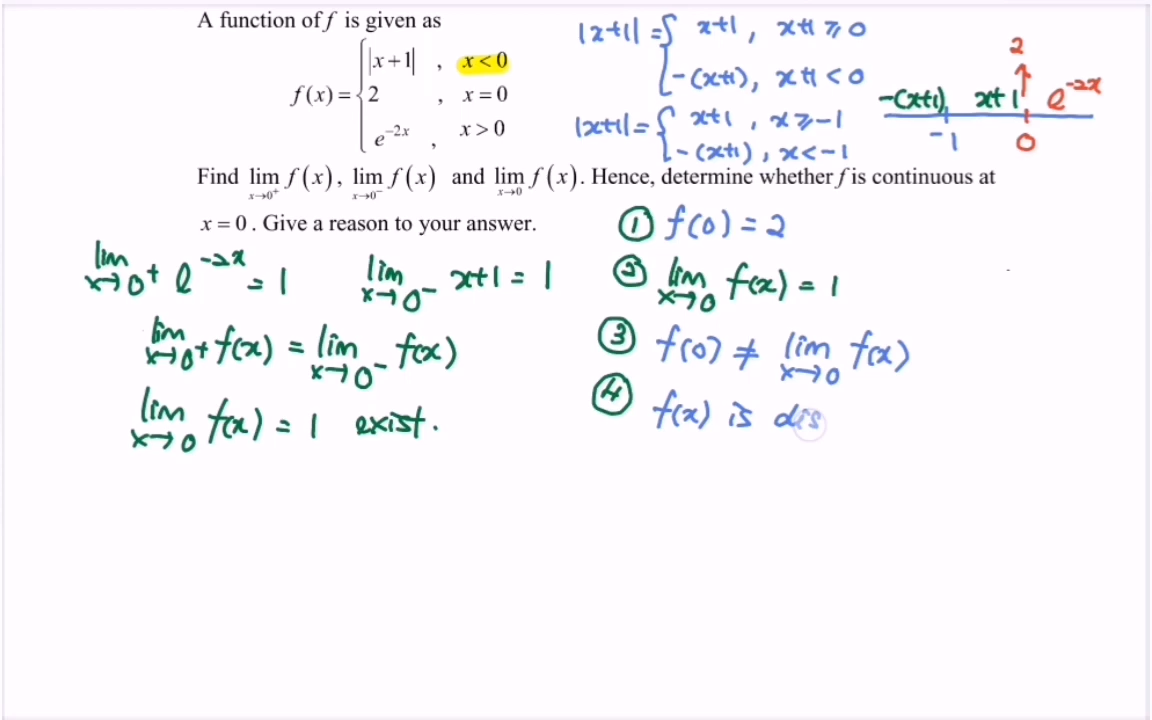 A function of f is given as
f(x) = { |x+1| , x < 0
2 , x = 0
e^{-2x} , x > 0
|x+1| = { x+1 , x+1 ⩾ 0
-(x+1), x+1 < 0
|x+1| = { x+1 , x ⩾ -1
-(x+1) , x < -1
2
-(x+1) x+1 e^{-2x}
-1 0
Find lim_{x→0⁺} f(x), lim_{x→0⁻} f(x) and lim_{x→0} f(x). Hence, determine whether f is continuous at
x = 0. Give a reason to your answer.
lim_{x→0⁺} e^{-2x} = 1 lim_{x→0⁻} x+1 = 1
lim_{x→0⁺} f(x) = lim_{x→0⁻} f(x)
lim_{x→0} f(x) = 1 exist.
① f(0) = 2
② lim_{x→0} f(x) = 1
③ f(0) ≠ lim_{x→0} f(x)
④ f(x) is dis